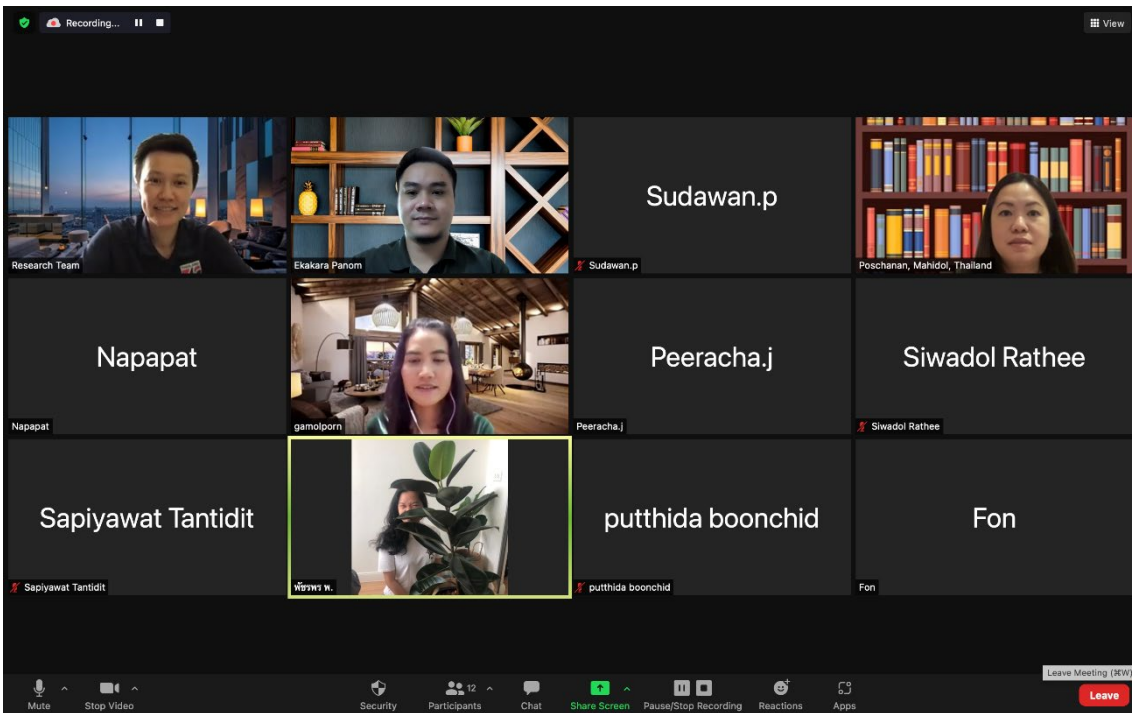 Recording...
View
Research Team
Ekakara Panom
Sudawan.p
Sudawan.p
Poschanan, Mahidol, Thailand
Napapat
Napapat
gamolporn
Peeracha.j
Peeracha.j
Siwadol Rathee
Siwadol Rathee
Sapiyawat Tantidit
Sapiyawat Tantidit
พัชรพร พ.
putthida boonchid
putthida boonchid
Fon
Fon
Leave Meeting (⌘W)
Mute
Stop Video
Security
12
Participants
Chat
Share Screen
Pause/Stop Recording
Reactions
Apps
Leave